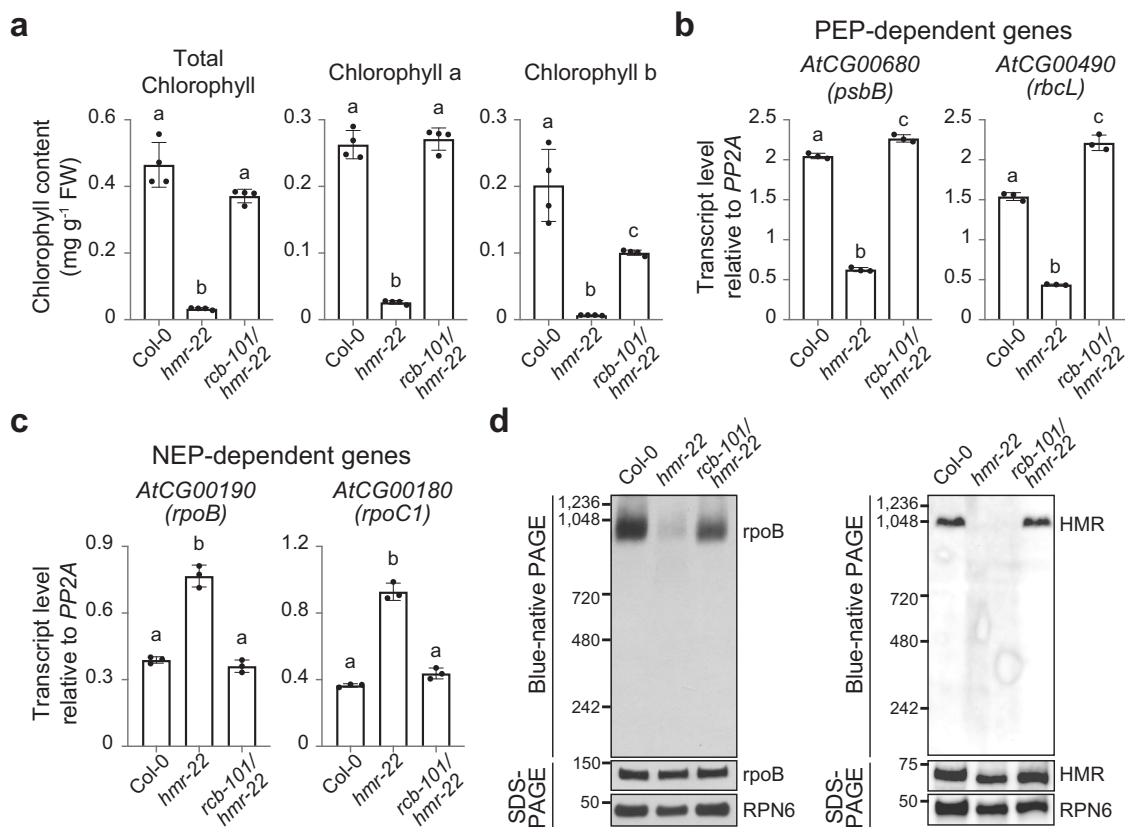 a
Total
Chlorophyll
Chlorophyll a
Chlorophyll b
Chlorophyll content
(mg g-1 FW)
0.6
0.4
0.2
0
a
b
a
Col-0
hmr-22
rcb-101/
hmr-22
0.3
0.2
0.1
0
a
b
a
Col-0
hmr-22
rcb-101/
hmr-22
0.3
0.2
0.1
0
a
b
c
Col-0
hmr-22
rcb-101/
hmr-22
b
PEP-dependent genes
AtCG00680
(psbB)
AtCG00490
(rbcL)
Transcript level
relative to PP2A
2.5
2
1.5
1
0.5
0
a
b
c
Col-0
hmr-22
rcb-101/
hmr-22
2.5
2
1.5
1
0.5
0
a
b
c
Col-0
hmr-22
rcb-101/
hmr-22
c
NEP-dependent genes
AtCG00190
(rpoB)
AtCG00180
(rpoC1)
Transcript level
relative to PP2A
0.9
0.6
0.3
0
a
b
a
Col-0
hmr-22
rcb-101/
hmr-22
1.2
0.8
0.4
0
a
b
a
Col-0
hmr-22
rcb-101/
hmr-22
d
Col-0
hmr-22
rcb-101/
hmr-22
Blue-native PAGE
1,236
1,048
720
480
242
rpoB
SDS-
PAGE
150
rpoB
50
RPN6
Col-0
hmr-22
rcb-101/
hmr-22
Blue-native PAGE
1,236
1,048
720
480
242
HMR
SDS-
PAGE
75
HMR
50
RPN6